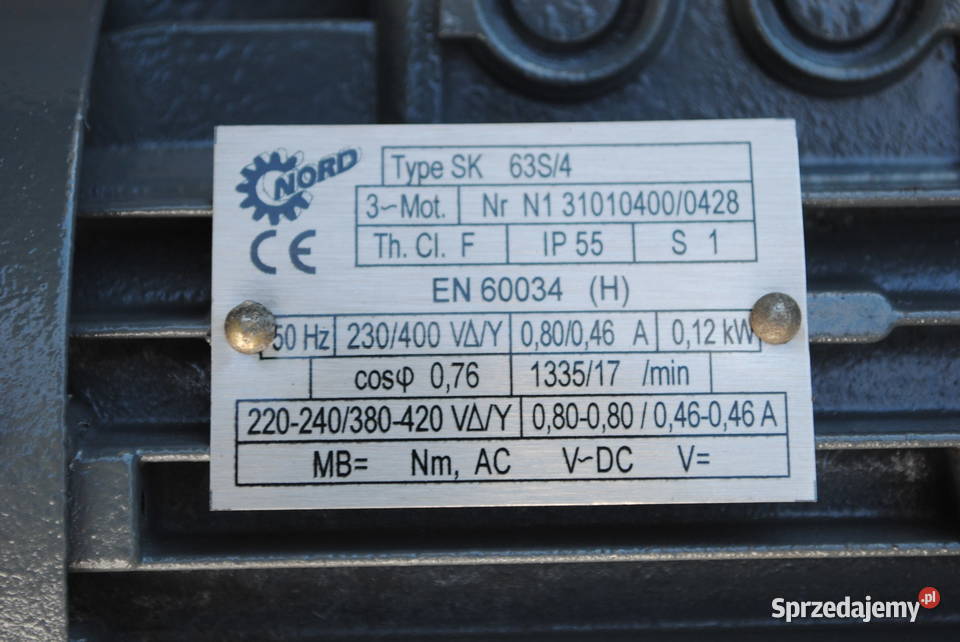 NORD
Type SK 63S/4
3~Mot. Nr N1 31010400/0428
Th. Cl. F IP 55 S 1
CE
EN 60034 (H)
50 Hz 230/400 VΔ/Y 0,80/0,46 A 0,12 kW
cosφ 0,76 1335/17 /min
220-240/380-420 VΔ/Y 0,80-0,80 / 0,46-0,46 A
MB= Nm, AC V~DC V=
Sprzedajemy.pl